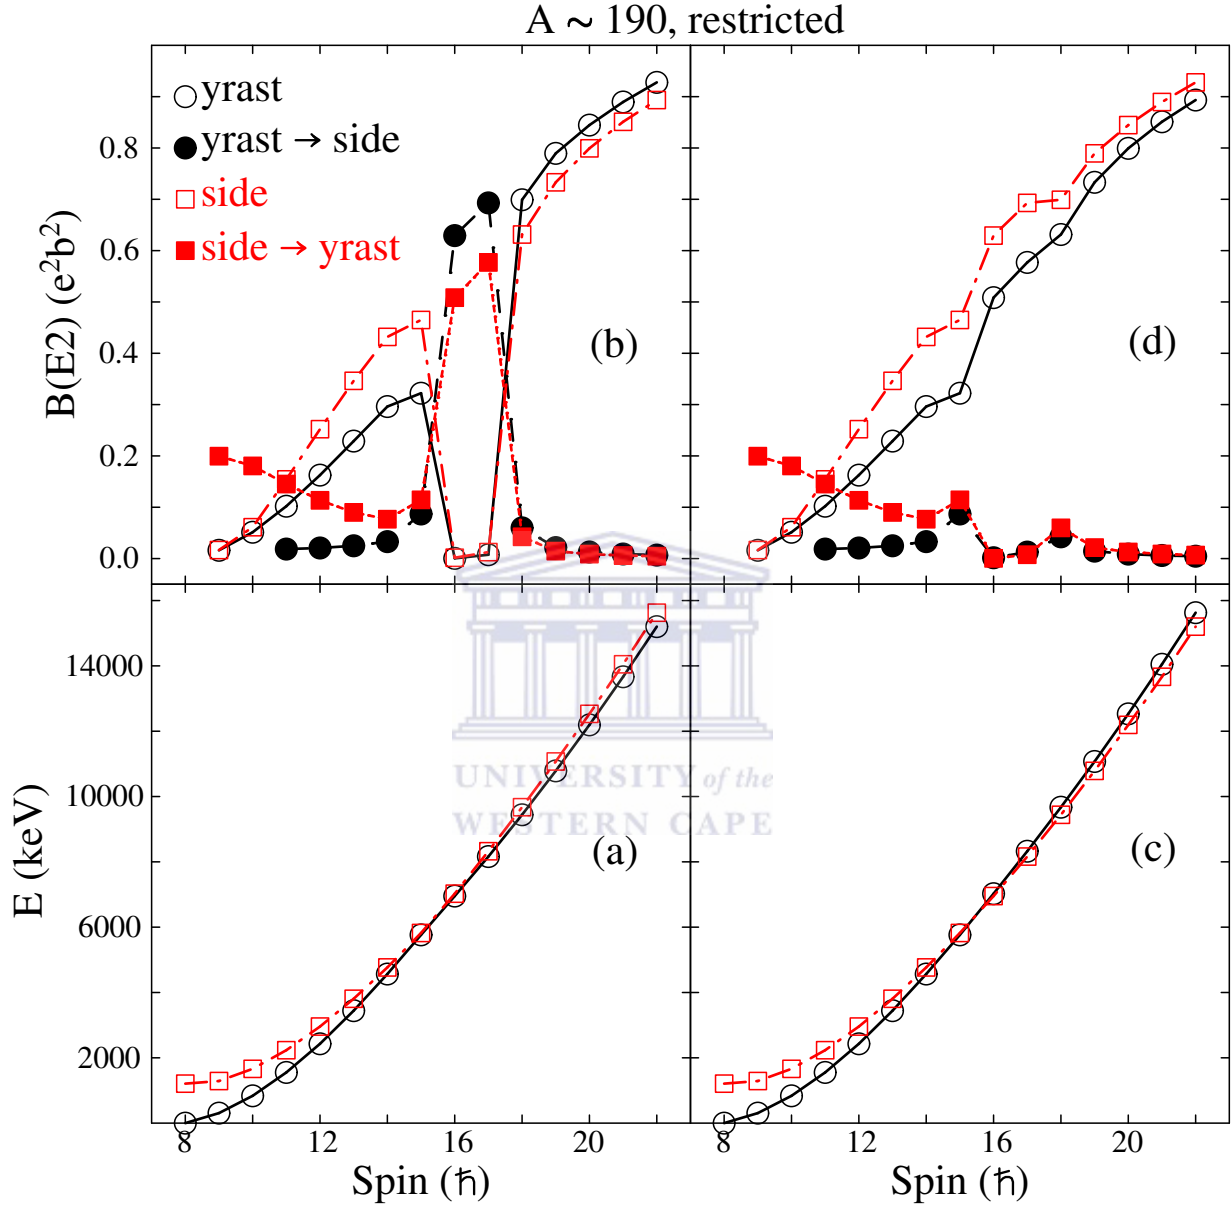 A ~ 190, restricted
yrast
yrast → side
side
side → yrast
B(E2) (e²b²)
0.8
0.6
0.4
0.2
0.0
(b)
(d)
E (keV)
14000
10000
6000
2000
(a)
(c)
UNIVERSITY of the
WESTERN CAPE
8 12 16 20
8 12 16 20
Spin (ℏ)
Spin (ℏ)